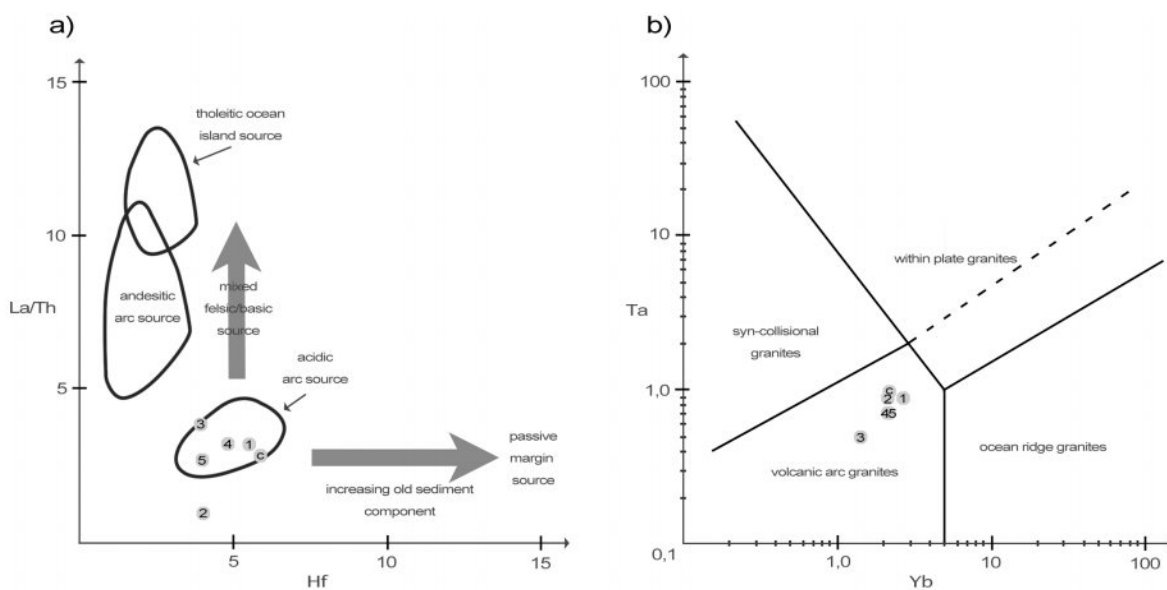 a)
15
tholeitic ocean
island source
10
La/Th
andesitic
arc source
mixed
felsic/basic
source
acidic
arc source
5
3
4
1
5
c
2
passive
margin
source
increasing old sediment
component
5
10
15
Hf
b)
100
10
within plate granites
Ta
syn-collisional
granites
1,0
c
2
1
45
3
ocean ridge granites
volcanic arc granites
0,1
1,0
10
100
Yb